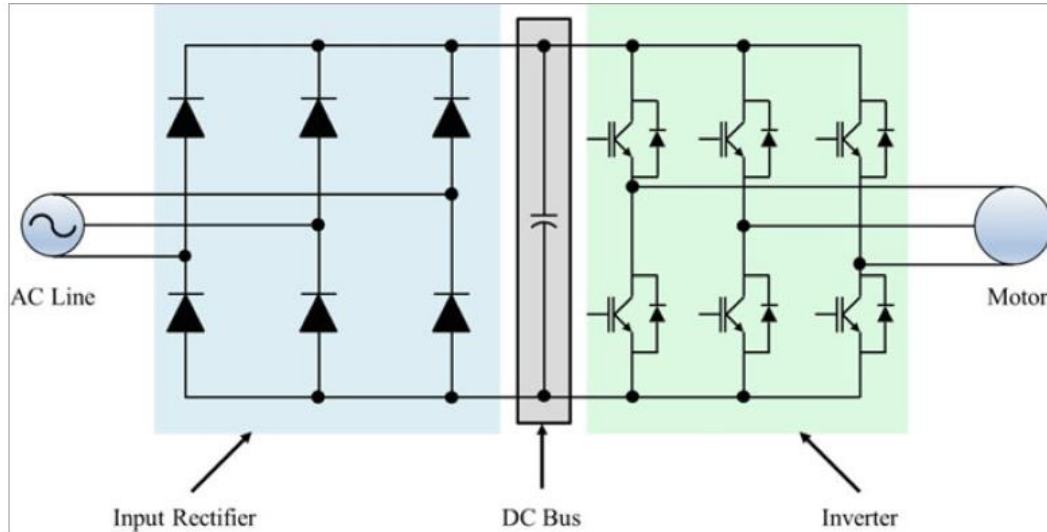 AC Line
Motor
Input Rectifier
DC Bus
Inverter